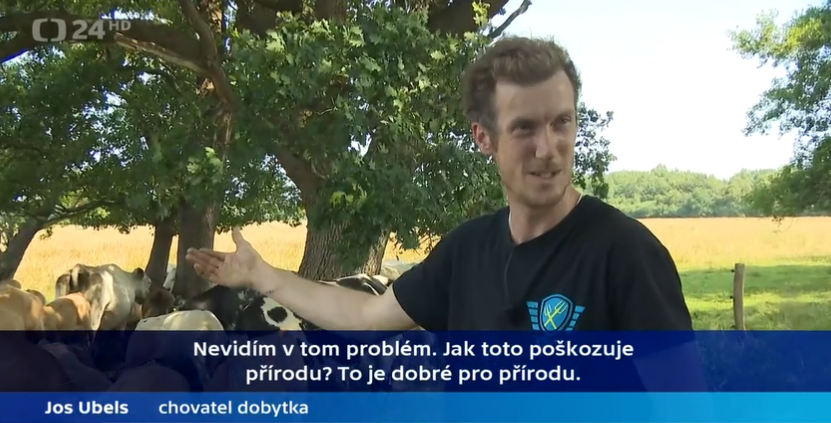 ČT24 HD
Nevidím v tom problém. Jak toto poškozuje
přírodu? To je dobré pro přírodu.
Jos Ubels chovatel dobytka